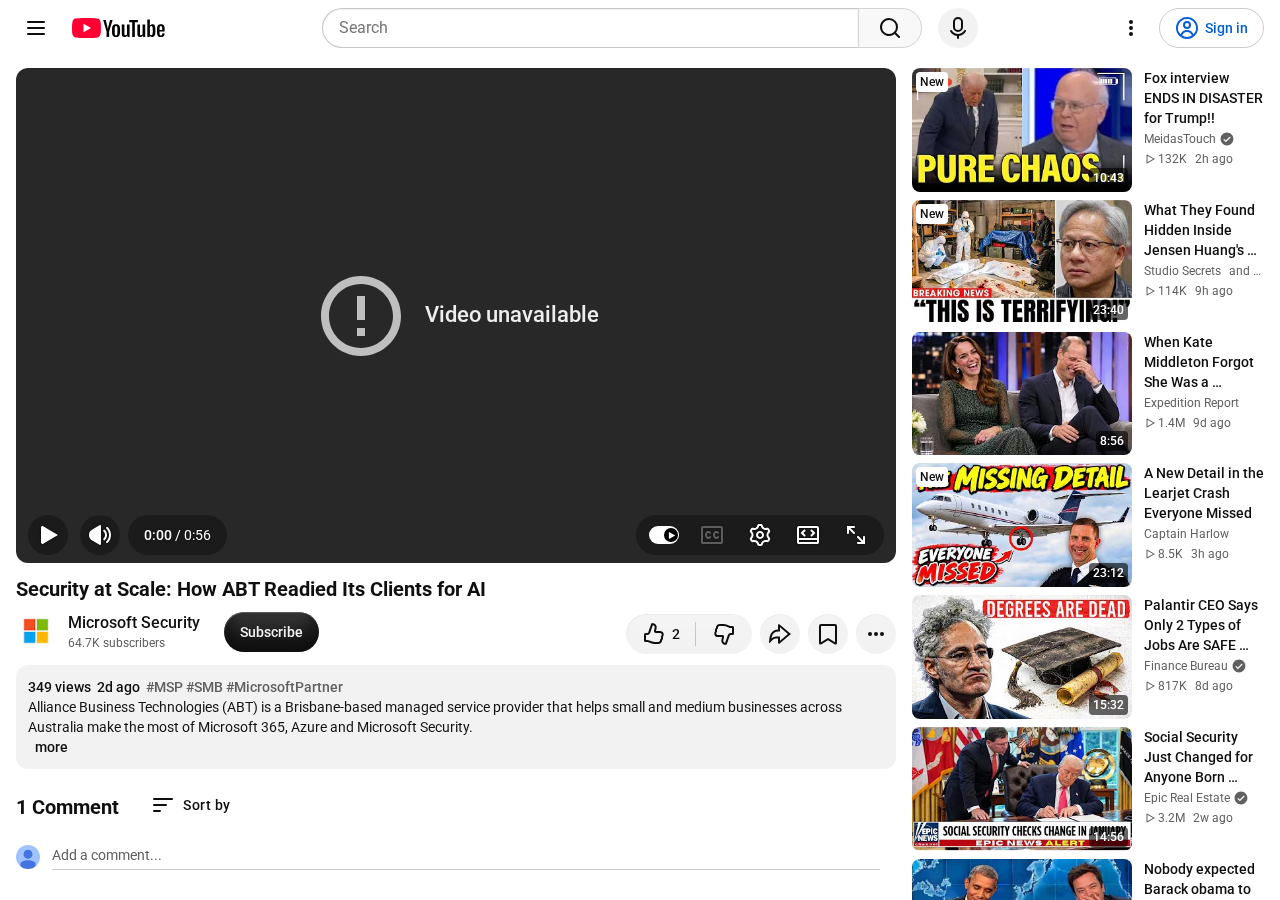 YouTube
Search
Sign in
Video unavailable
0:00 / 0:56
CC
Security at Scale: How ABT Readied Its Clients for AI
Microsoft Security
64.7K subscribers
Subscribe
2
349 views 2d ago #MSP #SMB #MicrosoftPartner
Alliance Business Technologies (ABT) is a Brisbane-based managed service provider that helps small and medium businesses across
Australia make the most of Microsoft 365, Azure and Microsoft Security.
more
1 Comment
Sort by
Add a comment...
New
PURE CHAOS
10:43
Fox interview
ENDS IN DISASTER
for Trump!!
MeidasTouch
132K 2h ago
New
BREAKING NEWS
“THIS IS TERRIFYING.”
23:40
What They Found
Hidden Inside
Jensen Huang's ...
Studio Secrets and ...
114K 9h ago
8:56
When Kate
Middleton Forgot
She Was a ...
Expedition Report
1.4M 9d ago
New
MISSING DETAIL
EVERYONE
MISSED
23:12
A New Detail in the
Learjet Crash
Everyone Missed
Captain Harlow
8.5K 3h ago
DEGREES ARE DEAD
15:32
Palantir CEO Says
Only 2 Types of
Jobs Are SAFE ...
Finance Bureau
817K 8d ago
EPIC NEWS
SOCIAL SECURITY CHECKS CHANGE IN JANUARY
EPIC NEWS ALERT
14:56
Social Security
Just Changed for
Anyone Born ...
Epic Real Estate
3.2M 2w ago
Nobody expected
Barack obama to